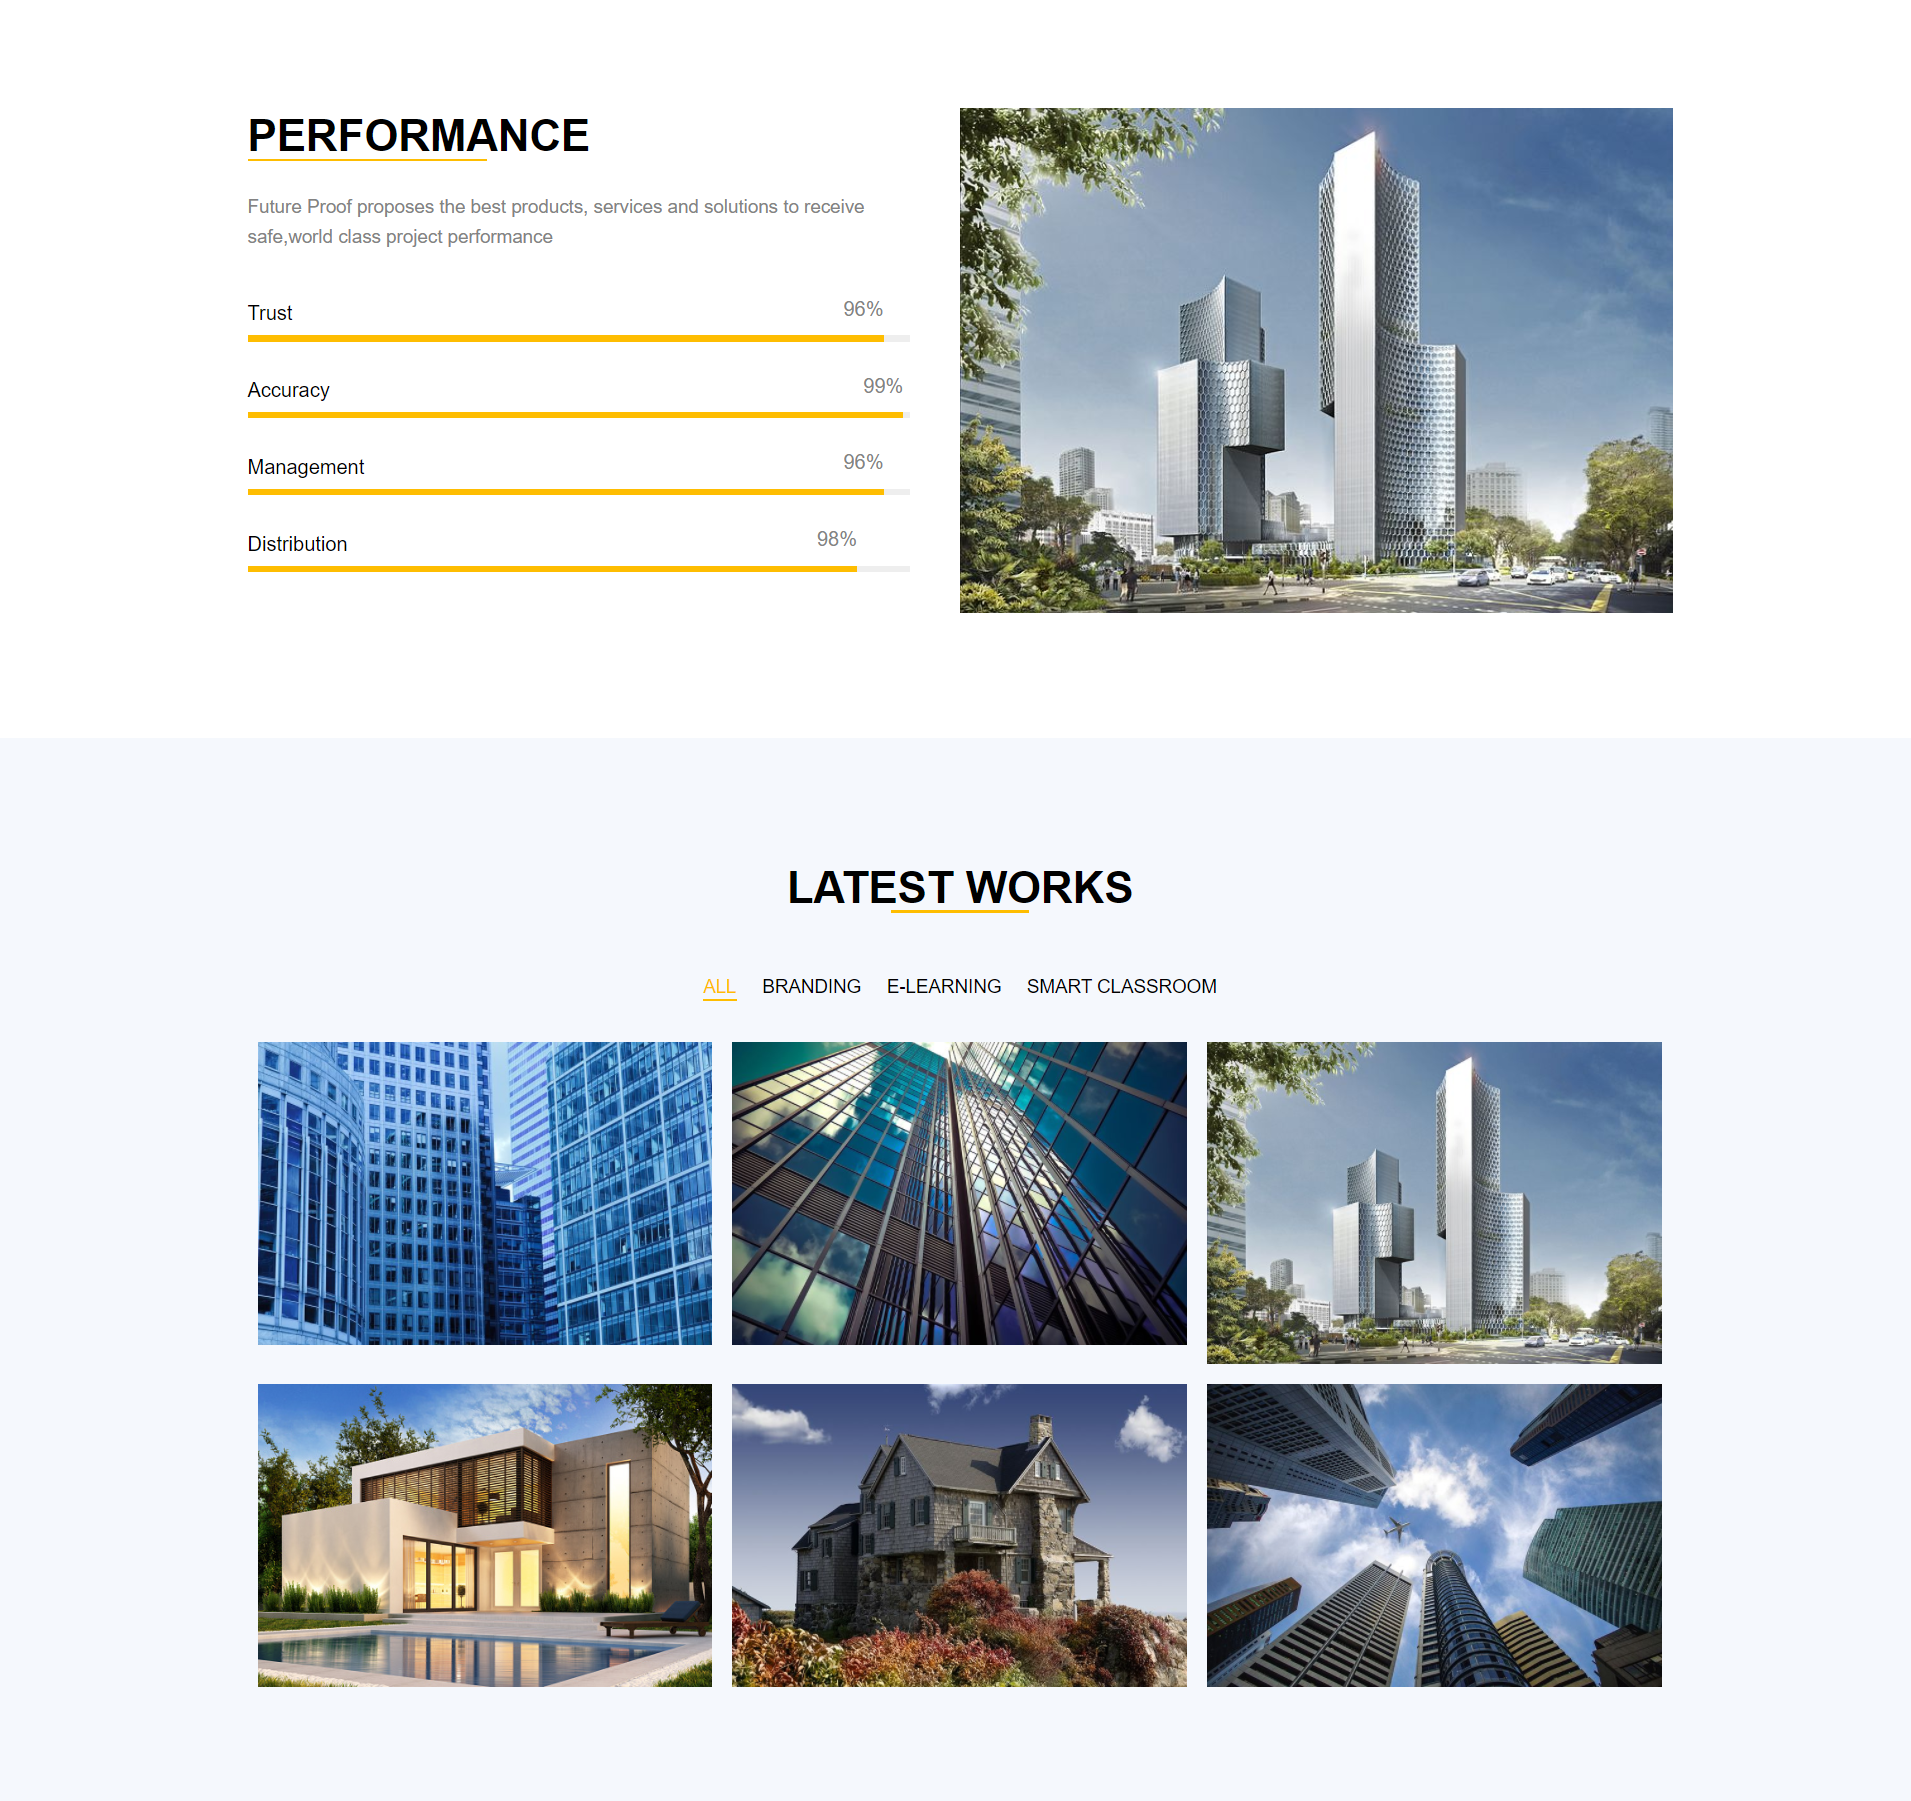 PERFORMANCE
Future Proof proposes the best products, services and solutions to receive
safe,world class project performance
Trust 96%
Accuracy 99%
Management 96%
Distribution 98%
LATEST WORKS
ALL BRANDING E-LEARNING SMART CLASSROOM